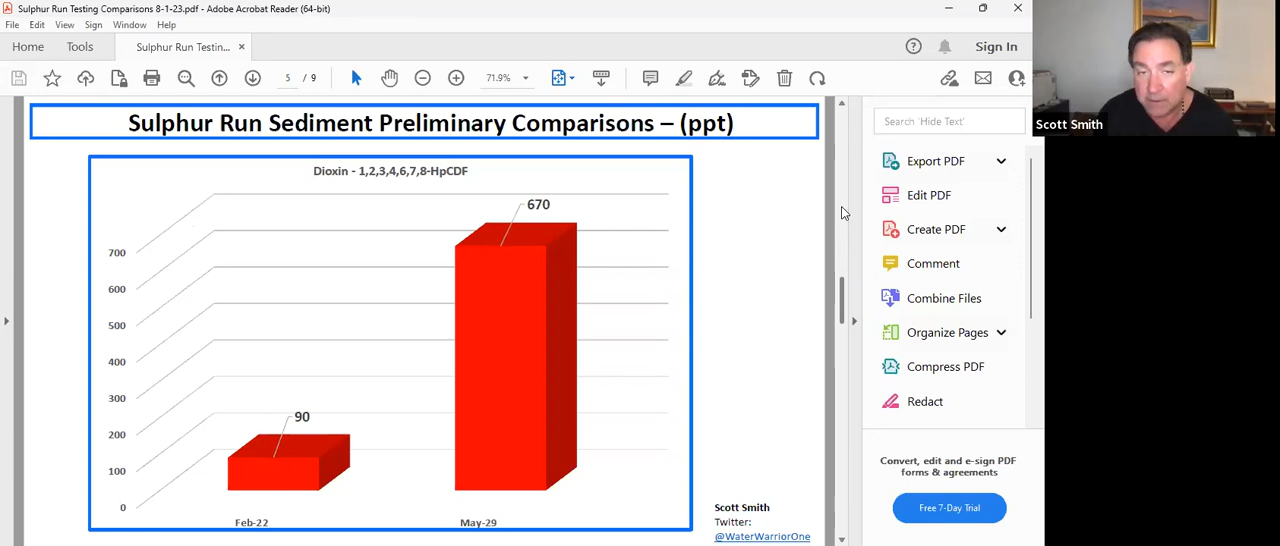 Sulphur Run Testing Comparisons 8-1-23.pdf - Adobe Acrobat Reader (64-bit)
File Edit View Sign Window Help
Home Tools Sulphur Run Testin... × Sign In
5 / 9 71.9%
Sulphur Run Sediment Preliminary Comparisons – (ppt)
Dioxin - 1,2,3,4,6,7,8-HpCDF
700
600
500
400
300
200
100
0
90
670
Feb-22 May-29
Scott Smith
Twitter:
@WaterWarriorOne
Search 'Hide Text'
Export PDF
Edit PDF
Create PDF
Comment
Combine Files
Organize Pages
Compress PDF
Redact
Convert, edit and e-sign PDF
forms & agreements
Free 7-Day Trial
Scott Smith